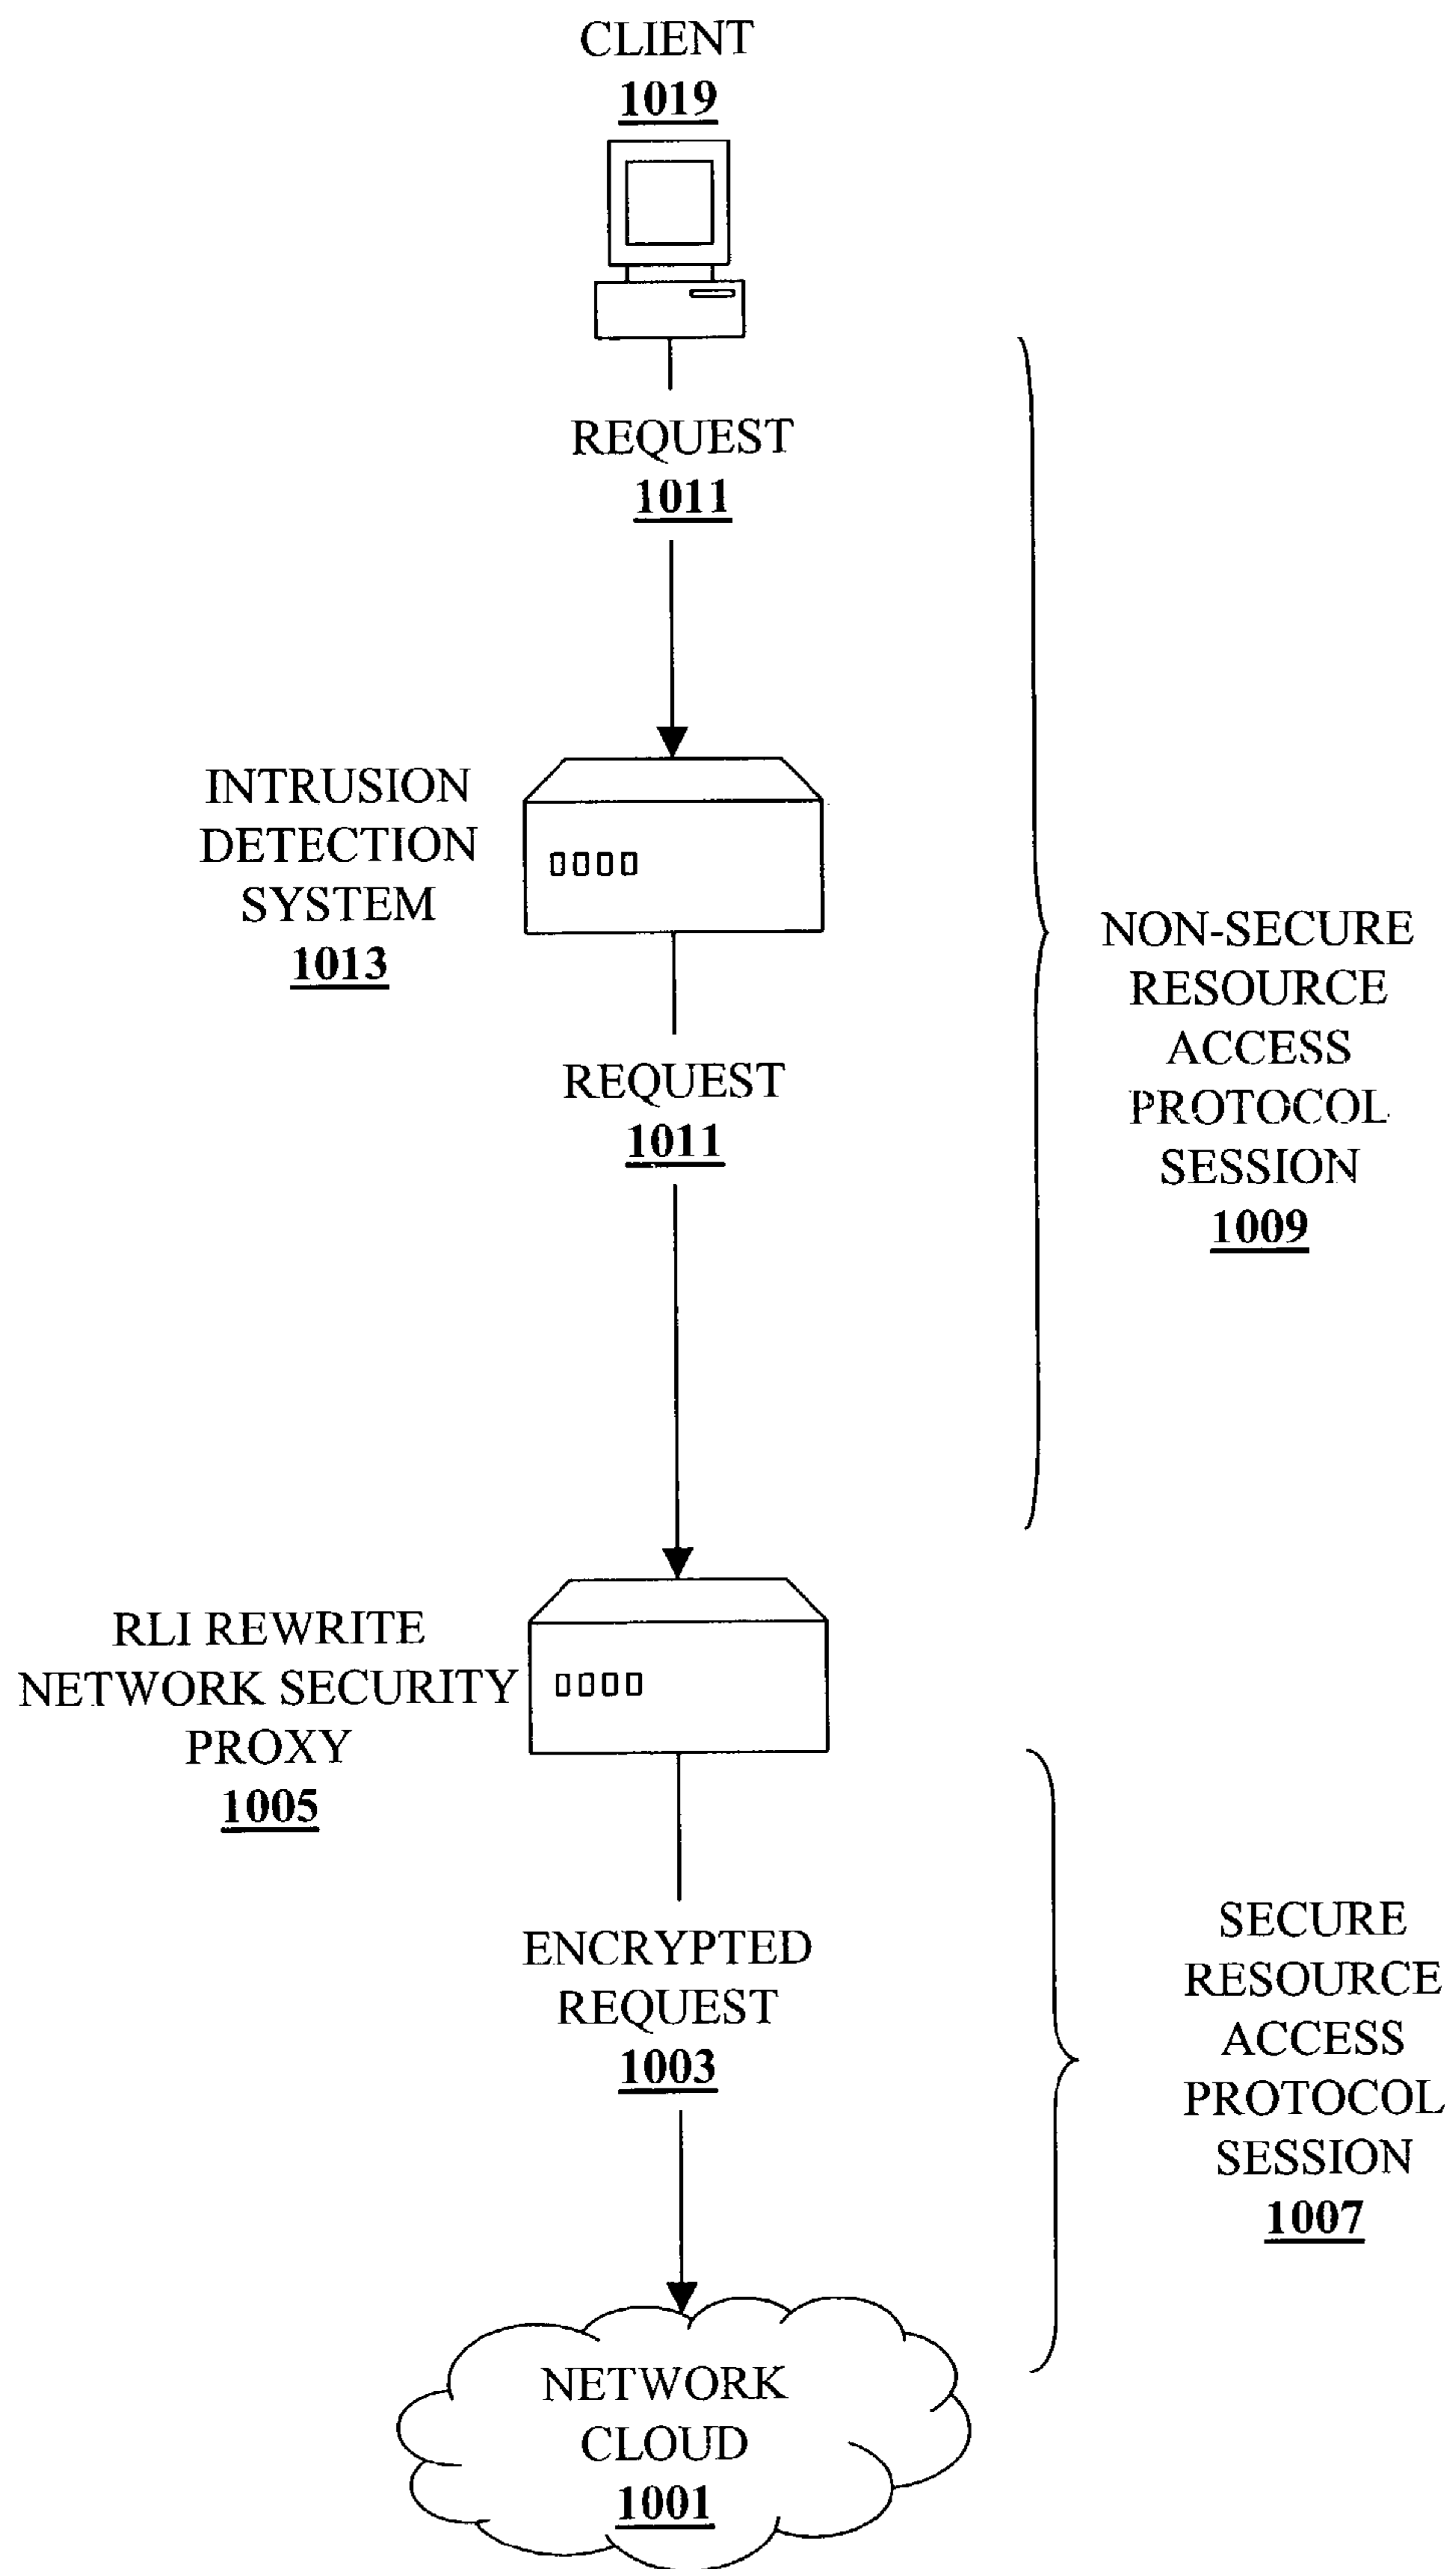 CLIENT
1019
REQUEST
1011
INTRUSION
DETECTION
SYSTEM
1013
NON-SECURE
RESOURCE
ACCESS
PROTOCOL
SESSION
1009
REQUEST
1011
RLI REWRITE
NETWORK SECURITY
PROXY
1005
ENCRYPTED
REQUEST
1003
SECURE
RESOURCE
ACCESS
PROTOCOL
SESSION
1007
NETWORK
CLOUD
1001